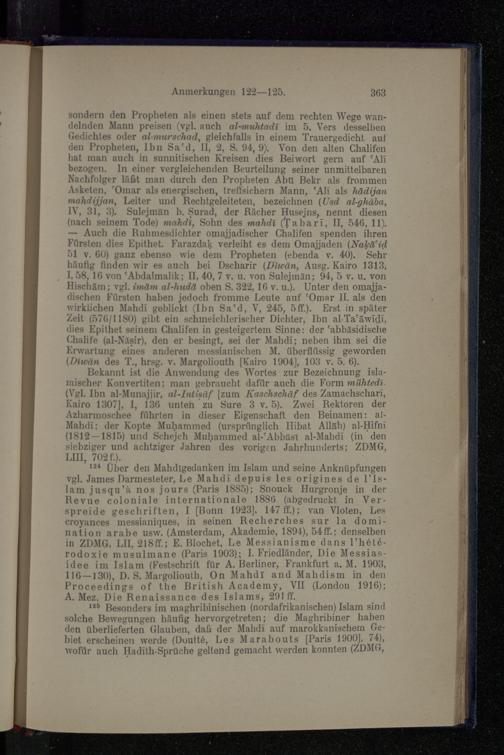 Anmerkungen 122—125. 363
sondern den Propheten als einen stets auf dem rechten Wege wan-
delnden Mann preisen (vgl. auch al-muhtadī im 5. Vers desselben
Gedichtes oder al-murschad, gleichfalls in einem Trauergedicht auf
den Propheten, Ibn Saʿd, II, 2, S. 94, 9). Von den alten Chalifen
hat man auch in sunnitischen Kreisen dies Beiwort gern auf ʿAlī
bezogen. In einer vergleichenden Beurteilung seiner unmittelbaren
Nachfolger läßt man durch den Propheten Abū Bekr als frommen
Asketen, ʾOmar als energischen, treffsichern Mann, ʾAlī als hādijan
mahdijjan, Leiter und Rechtgeleiteten, bezeichnen (Usd al-ghāba,
IV, 31, 3). Sulejmān b. Ṣurad, der Rächer Ḥusejns, nennt diesen
(nach seinem Tode) mahdī, Sohn des mahdī (Ṭabarī, II, 546, 11).
— Auch die Ruhmesdichter omajjadischer Chalifen spenden ihren
Fürsten dies Epithet. Farazdaḳ verleiht es dem Omajjaden (Naḳāʾiḍ
51 v. 60) ganz ebenso wie dem Propheten (ebenda v. 40). Sehr
häufig finden wir es auch bei Dscharīr (Dīwān, Ausg. Kairo 1313,
I, 58, 16 von ʿAbdalmalik; II, 40, 7 v. u. von Sulejmān; 94, 5 v. u. von
Hischām; vgl. imām al-hudā oben S. 322, 16 v. u.). Unter den omajja-
dischen Fürsten haben jedoch fromme Leute auf ʾOmar II. als den
wirklichen Mahdī geblickt (Ibn Saʿd, V, 245, 5 ff.). Erst in später
Zeit (576/1180) gibt ein schmeichlerischer Dichter, Ibn al-Taʿāwīḏī,
dies Epithet seinem Chalifen in gesteigertem Sinne: der ʿabbāsidische
Chalife (al-Nāṣir), den er besingt, sei der Mahdī; neben ihm sei die
Erwartung eines anderen messianischen M. überflüssig geworden
(Dīwān des T., hrsg. v. Margoliouth [Kairo 1904], 103 v. 5. 6).
Bekannt ist die Anwendung des Wortes zur Bezeichnung isla-
mischer Konvertiten; man gebraucht dafür auch die Form mühtedi.
(Vgl. Ibn al-Munajjir, al-Intiṣāf [zum Kaschschāf des Zamachscharī,
Kairo 1307], I, 136 unten zu Sure 3 v. 5). Zwei Rektoren der
Azharmoschee führten in dieser Eigenschaft den Beinamen: al-
Mahdī: der Kopte Muḥammed (ursprünglich Hibat Allāh) al-Ḥifnī
(1812—1815) und Schejch Muḥammed al-ʿAbbāsī al-Mahdī (in den
siebziger und achtziger Jahren des vorigen Jahrhunderts; ZDMG,
LIII, 702 f.).
¹²⁴ Über den Mahdīgedanken im Islam und seine Anknüpfungen
vgl. James Darmesteter, Le Mahdi depuis les origines de l'Is-
lam jusqu'à nos jours (Paris 1885); Snouck Hurgronje in der
Revue coloniale internationale 1886 (abgedruckt in Ver-
spreide geschriften, I [Bonn 1923], 147 ff.); van Vloten, Les
croyances messianiques, in seinen Recherches sur la domi-
nation arabe usw. (Amsterdam, Akademie, 1894), 54 ff.; denselben
in ZDMG, LII, 218 ff.; E. Blochet, Le Messianisme dans l'hété-
rodoxie musulmane (Paris 1903); I. Friedländer, Die Messias-
idee im Islam (Festschrift für A. Berliner, Frankfurt a. M. 1903,
116—130), D. S. Margoliouth, On Mahdī and Mahdism in den
Proceedings of the British Academy, VII (London 1916);
A. Mez, Die Renaissance des Islams, 291 ff.
¹²⁵ Besonders im maghribinischen (nordafrikanischen) Islam sind
solche Bewegungen häufig hervorgetreten; die Maghribiner haben
den überlieferten Glauben, daß der Mahdī auf marokkanischem Ge-
biet erscheinen werde (Doutté, Les Marabouts [Paris 1900], 74),
wofür auch Ḥadīth-Sprüche geltend gemacht werden konnten (ZDMG,